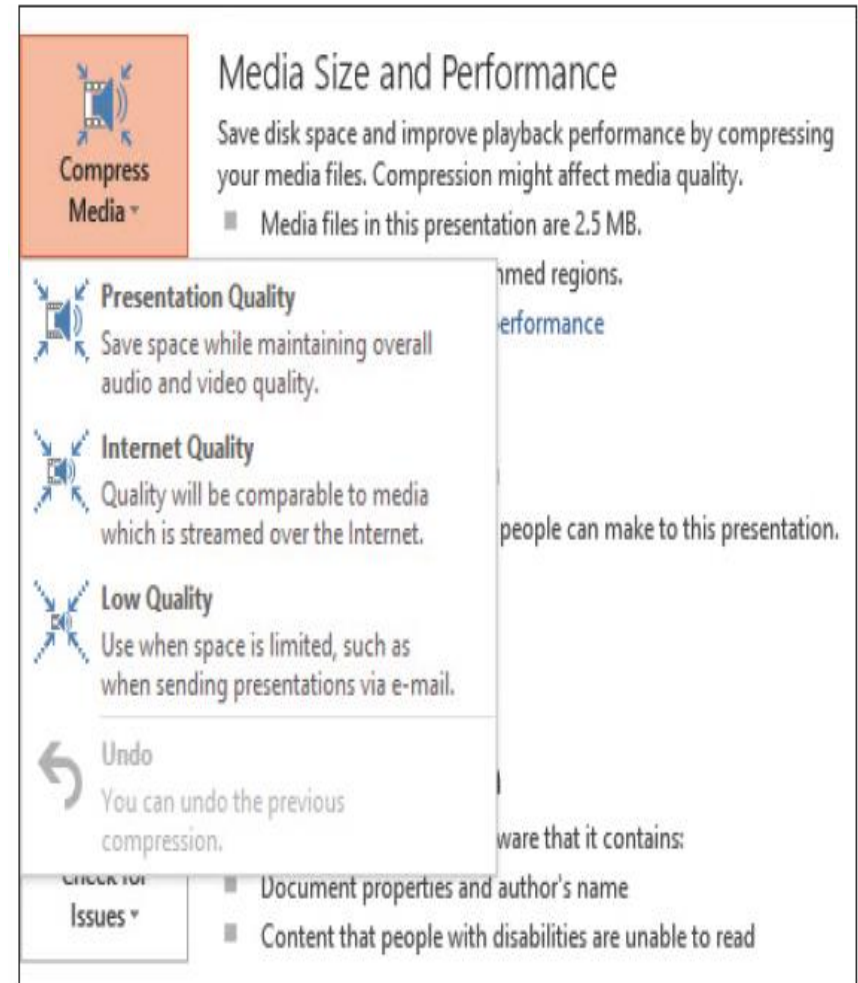 Media Size and Performance
Save disk space and improve playback performance by compressing
your media files. Compression might affect media quality.
Compress
Media
Media files in this presentation are 2.5 MB.
regions.
Presentation Quality
Save space while maintaining overall
audio and video quality.
Internet Quality
Quality will be comparable to media
which is streamed over the Internet.
people can make to this presentation.
Low Quality
Use when space is limited, such as
when sending presentations via e-mail.
Undo
You can undo the previous
compression.
that it contains:
Check for
Issues
Document properties and author's name
Content that people with disabilities are unable to read